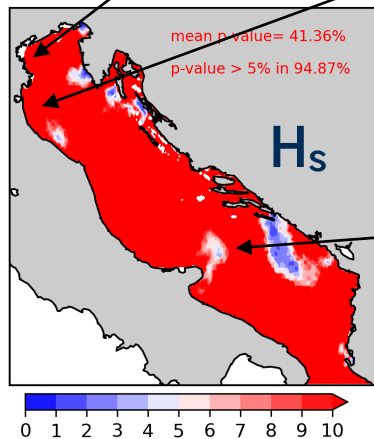 mean p-value= 41.36%
p-value > 5% in 94.87%
Hs
0 1 2 3 4 5 6 7 8 9 10